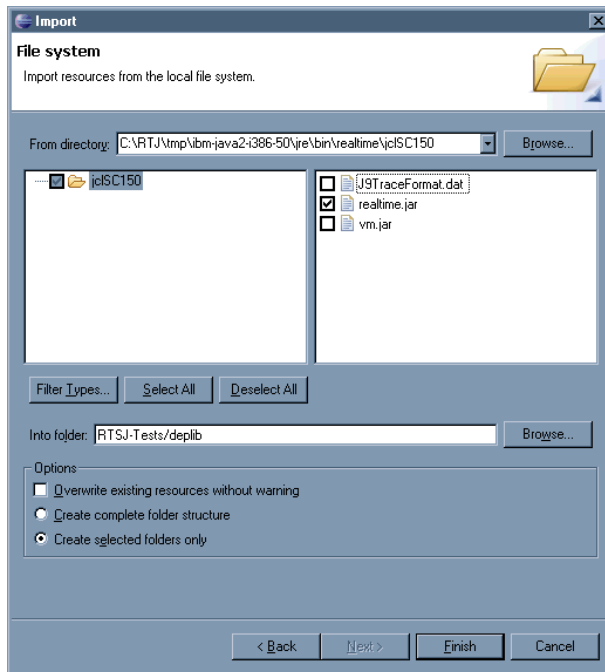 Import
File system
Import resources from the local file system.
From directory: C:\RTJ\tmp\ibm-java2-i386-50\jre\bin\realtime\jclSC150 Browse...
jclSC150
J9TraceFormat.dat
realtime.jar
vm.jar
Filter Types... Select All Deselect All
Into folder: RTSJ-Tests/deplib Browse...
Options
Overwrite existing resources without warning
Create complete folder structure
Create selected folders only
< Back Next > Finish Cancel